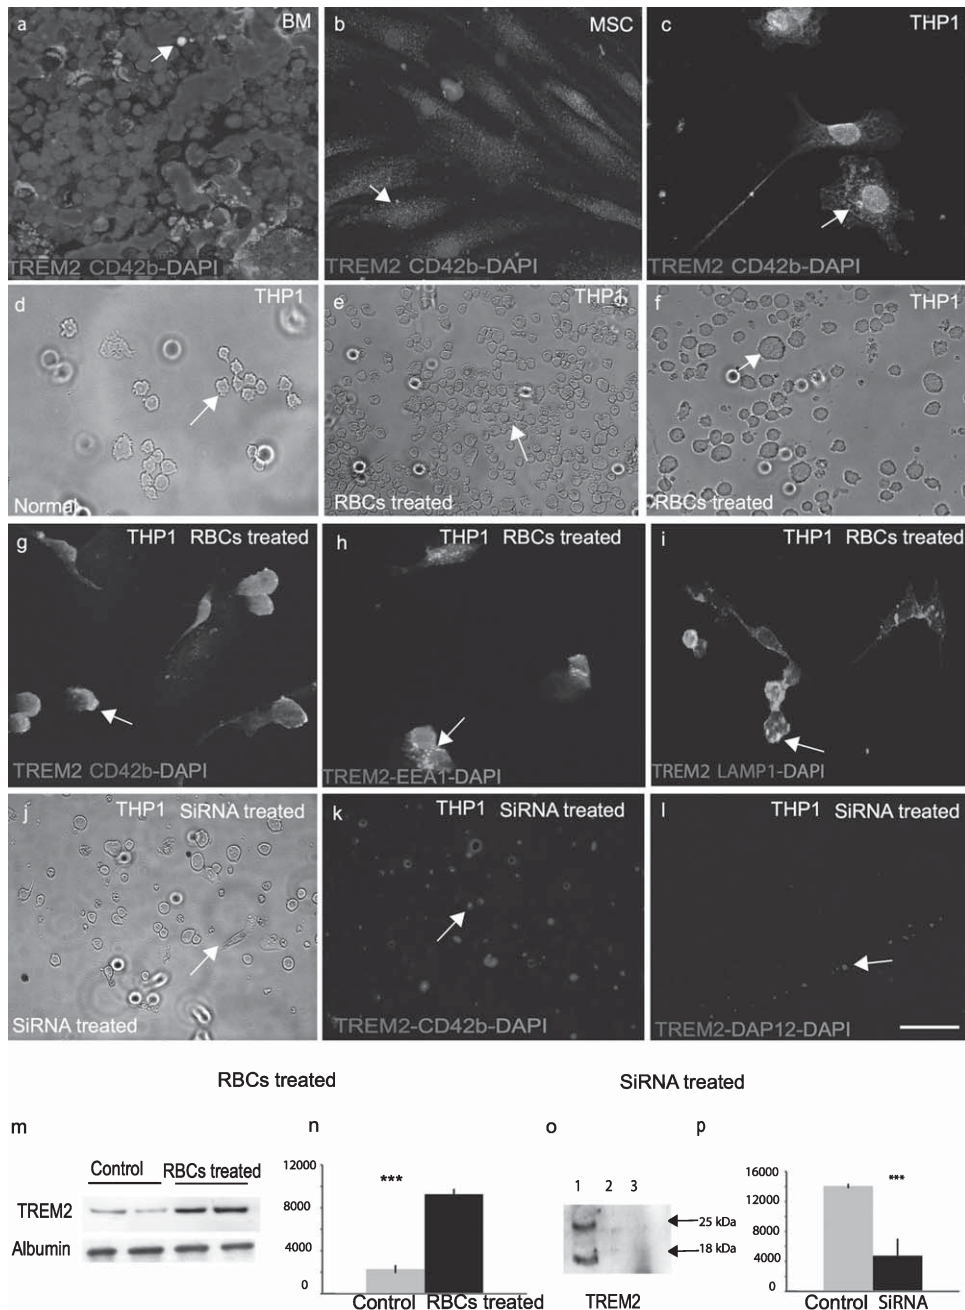 a BM
TREM2 CD42b-DAPI
b MSC
TREM2 CD42b-DAPI
c THP1
TREM2 CD42b-DAPI
d THP1
Normal
e THP1
RBCs treated
f THP1
RBCs treated
g THP1 RBCs treated
TREM2 CD42b-DAPI
h THP1 RBCs treated
TREM2-EEA1-DAPI
i THP1 RBCs treated
TREM2 LAMP1-DAPI
j THP1 SiRNA treated
SiRNA treated
k THP1 SiRNA treated
TREM2-CD42b-DAPI
l THP1 SiRNA treated
TREM2-DAP12-DAPI
RBCs treated
SiRNA treated
m
Control RBCs treated
TREM2
Albumin
n
12000
***
8000
4000
0
Control RBCs treated
o
1 2 3
25 kDa
18 kDa
TREM2
p
16000
***
12000
8000
4000
0
Control SiRNA